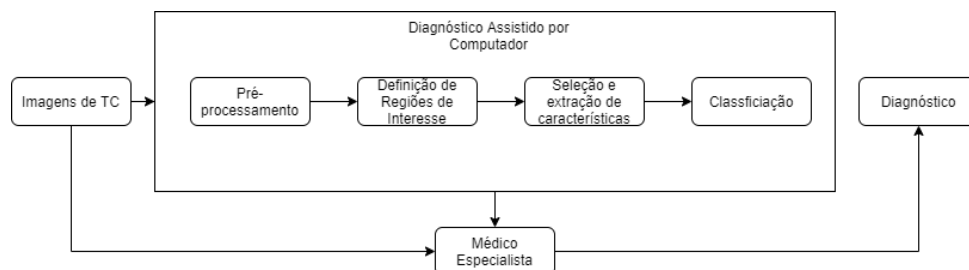 Diagnóstico Assistido por
Computador
Imagens de TC
Pré-
processamento
Definição de
Regiões de
Interesse
Seleção e
extração de
características
Classficiação
Diagnóstico
Médico
Especialista